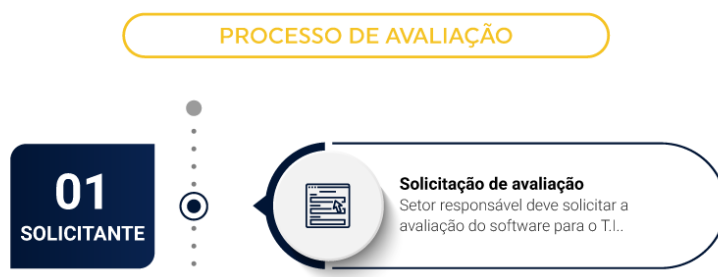 PROCESSO DE AVALIAÇÃO
01
SOLICITANTE
Solicitação de avaliação
Setor responsável deve solicitar a
avaliação do software para o T.I..